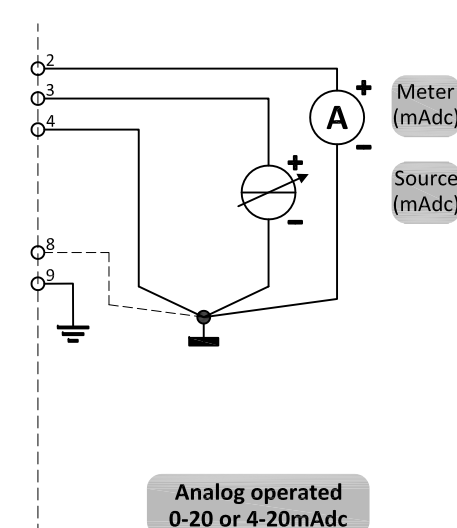 2
3
4
8
9
+
A
−
+
−
Meter
(mAdc)
Source
(mAdc)
Analog operated
0-20 or 4-20mAdc